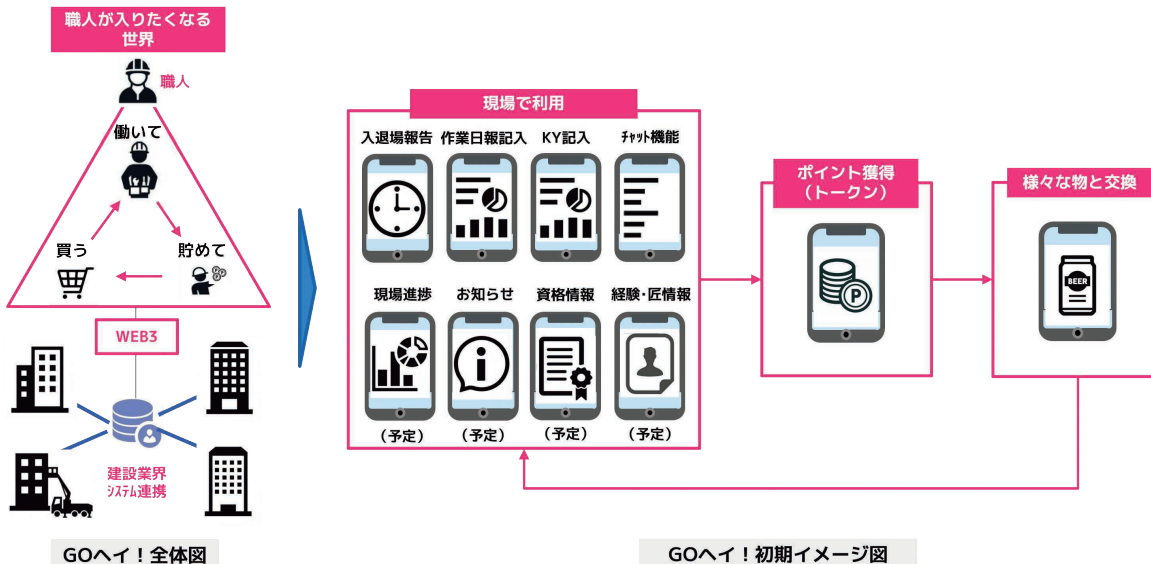 職人が入りたくなる
世界
職人
働いて
買う
貯めて
WEB3
建設業界
ｼｽﾃﾑ連携
GOヘイ！全体図
現場で利用
入退場報告
作業日報記入
KY記入
ﾁｬｯﾄ機能
現場進捗
お知らせ
資格情報
経験・匠情報
（予定）
（予定）
（予定）
（予定）
ポイント獲得
（トークン）
P
様々な物と交換
BEER
GOヘイ！初期イメージ図